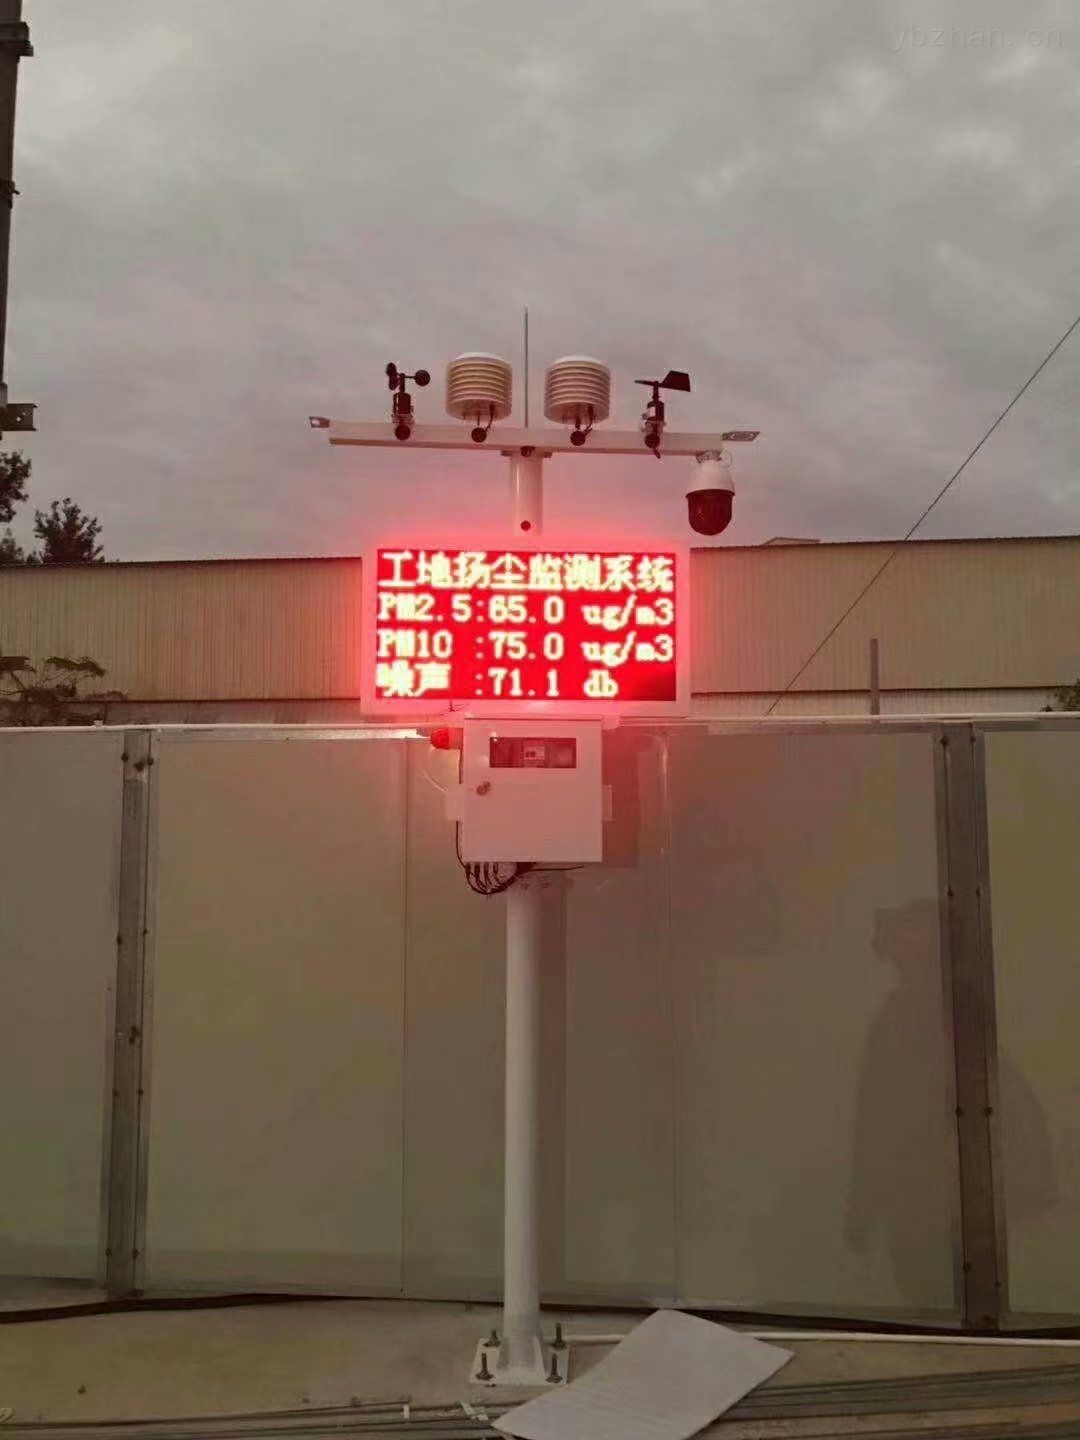 ybzhan.cn
工地扬尘监测系统
PM2.5:65.0 ug/m3
PM10 :75.0 ug/m3
噪声 :71.1 db